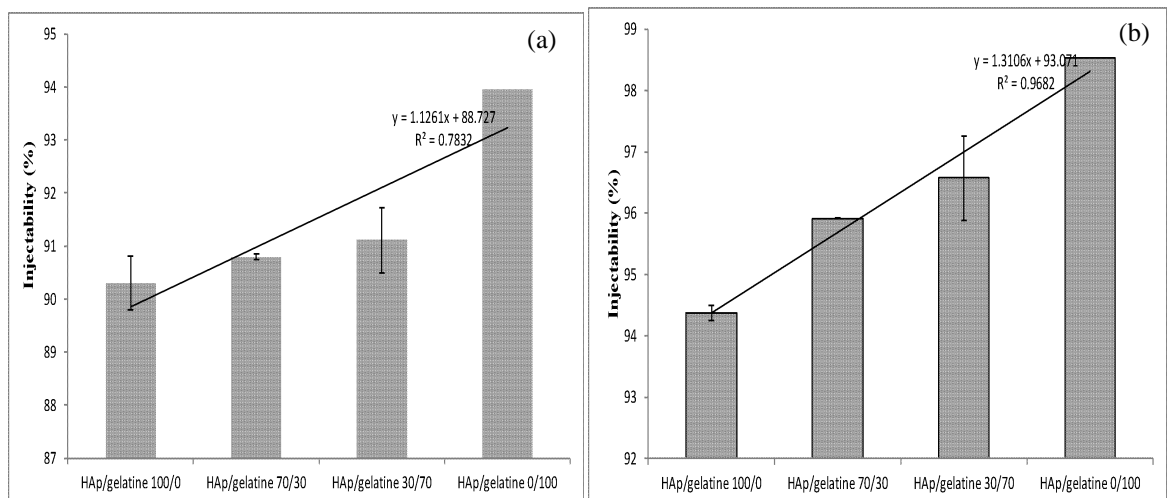 (a)
95
94
93
92
91
90
89
88
87
Injectability (%)
y = 1.1261x + 88.727
R² = 0.7832
HAp/gelatine 100/0 HAp/gelatine 70/30 HAp/gelatine 30/70 HAp/gelatine 0/100
(b)
99
98
97
96
95
94
93
92
Injectability (%)
y = 1.3106x + 93.071
R² = 0.9682
HAp/gelatine 100/0 HAp/gelatine 70/30 HAp/gelatine 30/70 HAp/gelatine 0/100